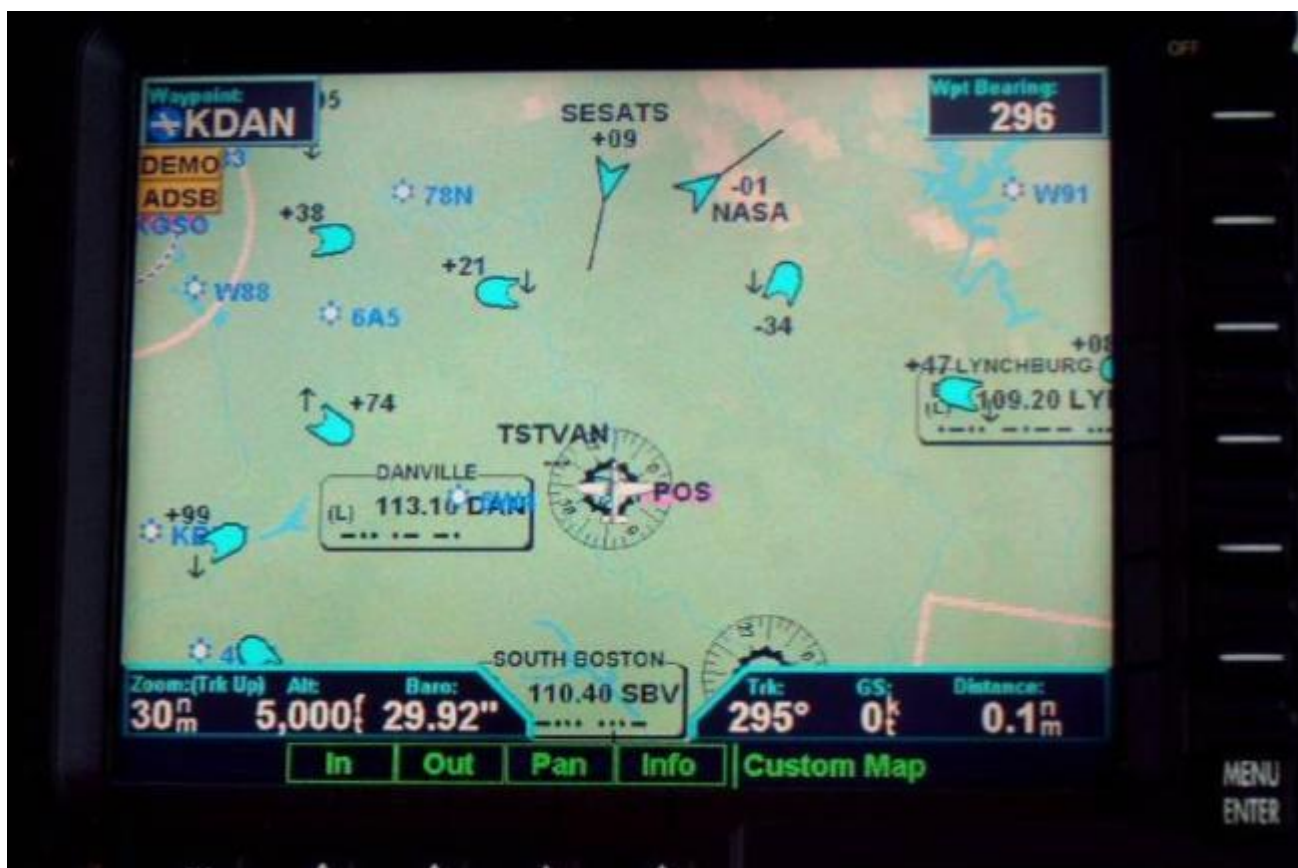 OFF
Waypoint:
KDAN
Wpt Bearing:
296
DEMO
ADSB
KGSO
SESATS
+09
-01
NASA
78N
W91
+38
+21
W88
6A5
-34
+08
+47
LYNCHBURG
(L) 109.20 LY
+74
TSTVAN
---
POS
DANVILLE
(L) 113.10 DAN
+99
SOUTH BOSTON
110.40 SBV
Zoom:(Trk Up) Alt: Baro:
30nm 5,000ft 29.92"
Trk: GS: Distance:
295° 0kt 0.1nm
In Out Pan Info Custom Map
MENU
ENTER